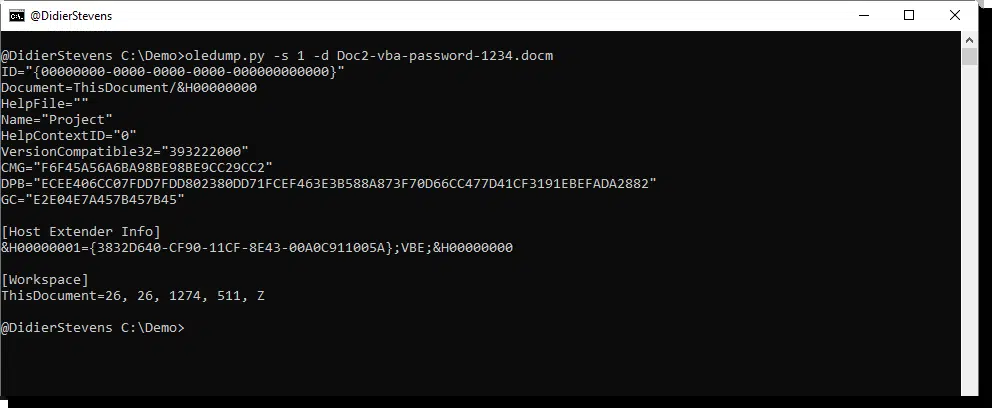 @DidierStevens
@DidierStevens C:\Demo>oledump.py -s 1 -d Doc2-vba-password-1234.docm
ID="{00000000-0000-0000-0000-000000000000}"
Document=ThisDocument/&H00000000
HelpFile=""
Name="Project"
HelpContextID="0"
VersionCompatible32="393222000"
CMG="F6F45A56A6BA98BE98BE9CC29CC2"
DPB="ECEE406CC07FDD7FDD802380DD71FCEF463E3B588A873F70D66CC477D41CF3191EBEFADA2882"
GC="E2E04E7A457B457B45"
[Host Extender Info]
&H00000001={3832D640-CF90-11CF-8E43-00A0C911005A};VBE;&H00000000
[Workspace]
ThisDocument=26, 26, 1274, 511, Z
@DidierStevens C:\Demo>